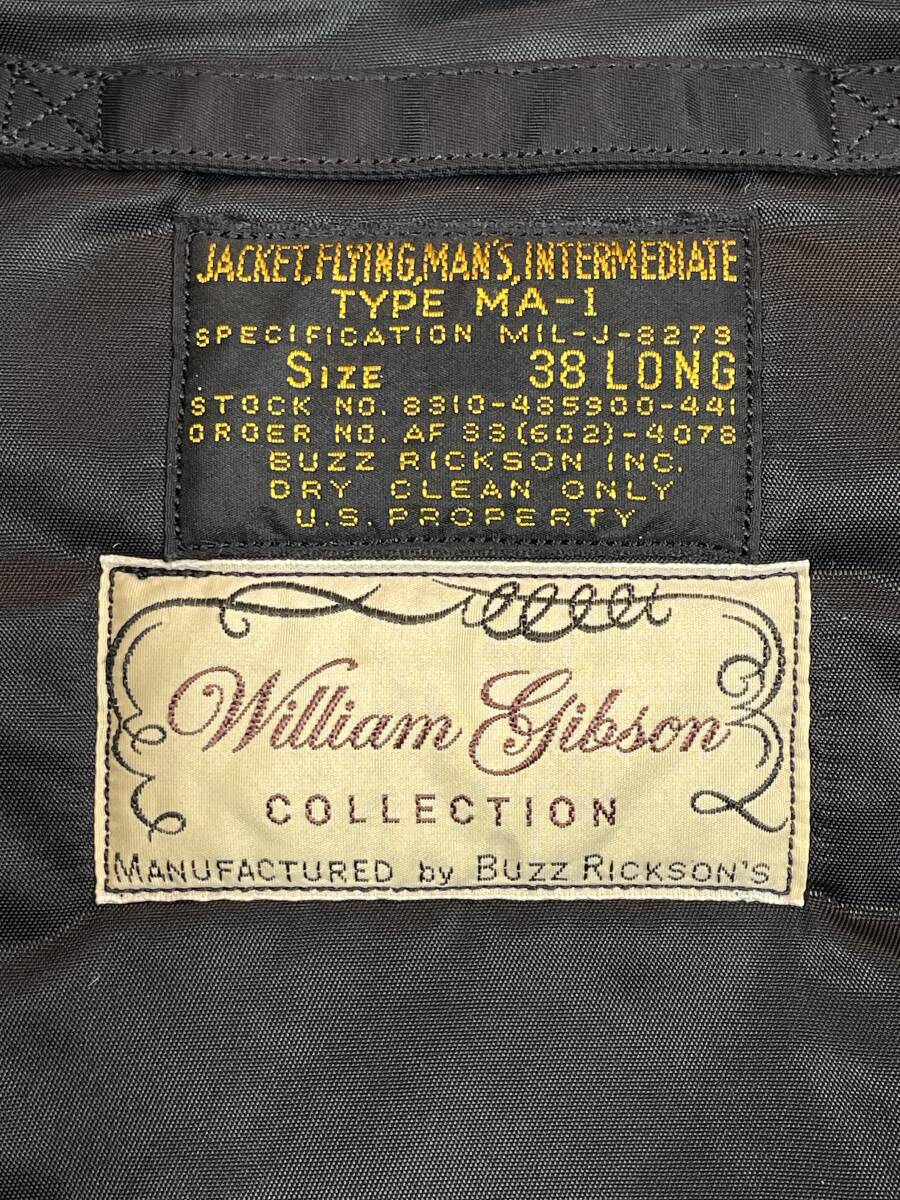 JACKET, FLYING, MAN'S, INTERMEDIATE
TYPE MA-1
SPECIFICATION MIL-J-8279
SIZE 38 LONG
STOCK NO. 8310-485900-441
ORDER NO. AF 33(602)-4078
BUZZ RICKSON INC.
DRY CLEAN ONLY
U.S. PROPERTY
William Gibson
COLLECTION
MANUFACTURED by BUZZ RICKSON'S